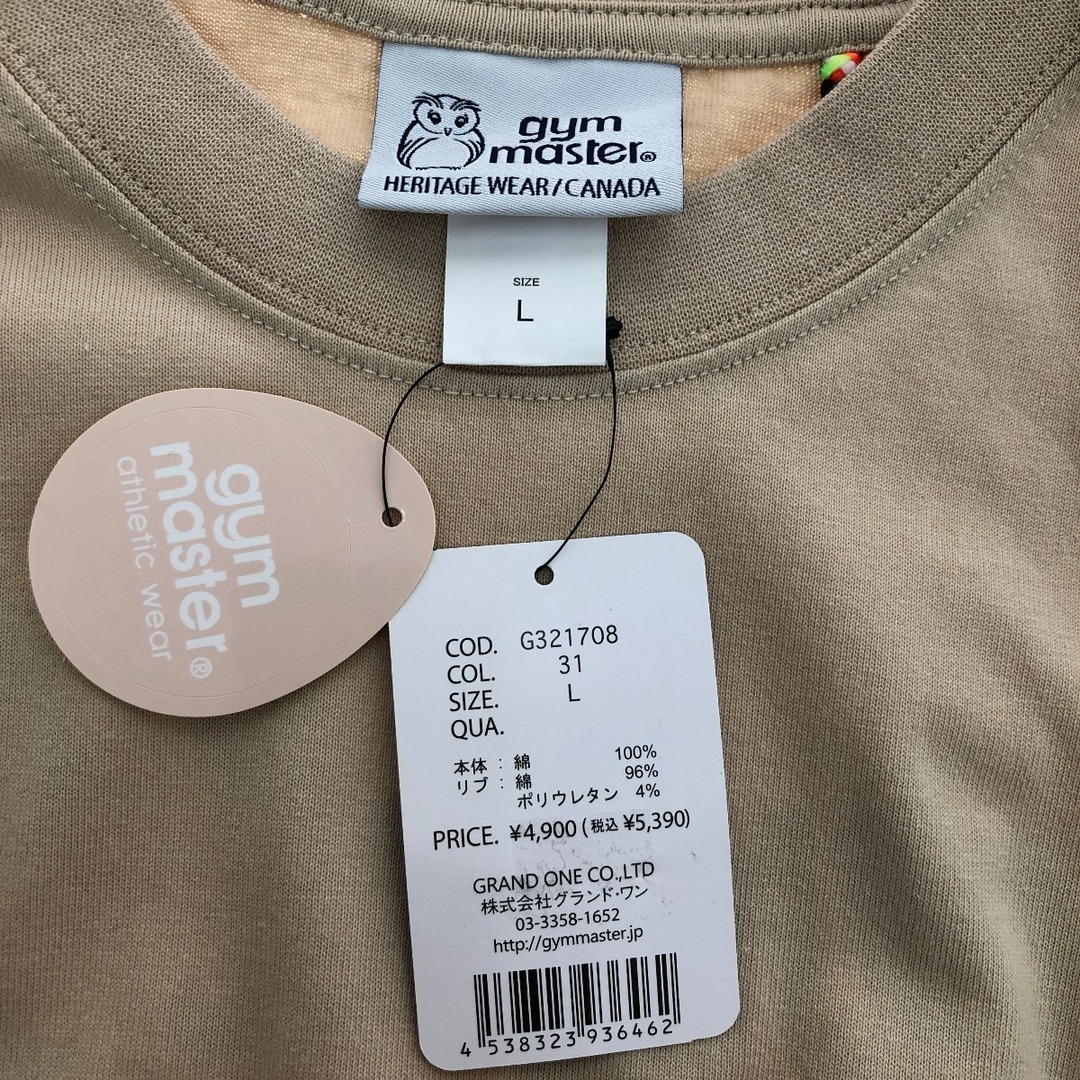 gym
master®
HERITAGE WEAR/CANADA
SIZE
L
gym
master®
athletic wear
COD. G321708
COL. 31
SIZE. L
QUA.
本体 : 綿 100%
リブ : 綿 96%
ポリウレタン 4%
PRICE. ¥4,900 (税込 ¥5,390)
GRAND ONE CO.,LTD
株式会社グランド・ワン
03-3358-1652
http://gymmaster.jp
4 538323 936462